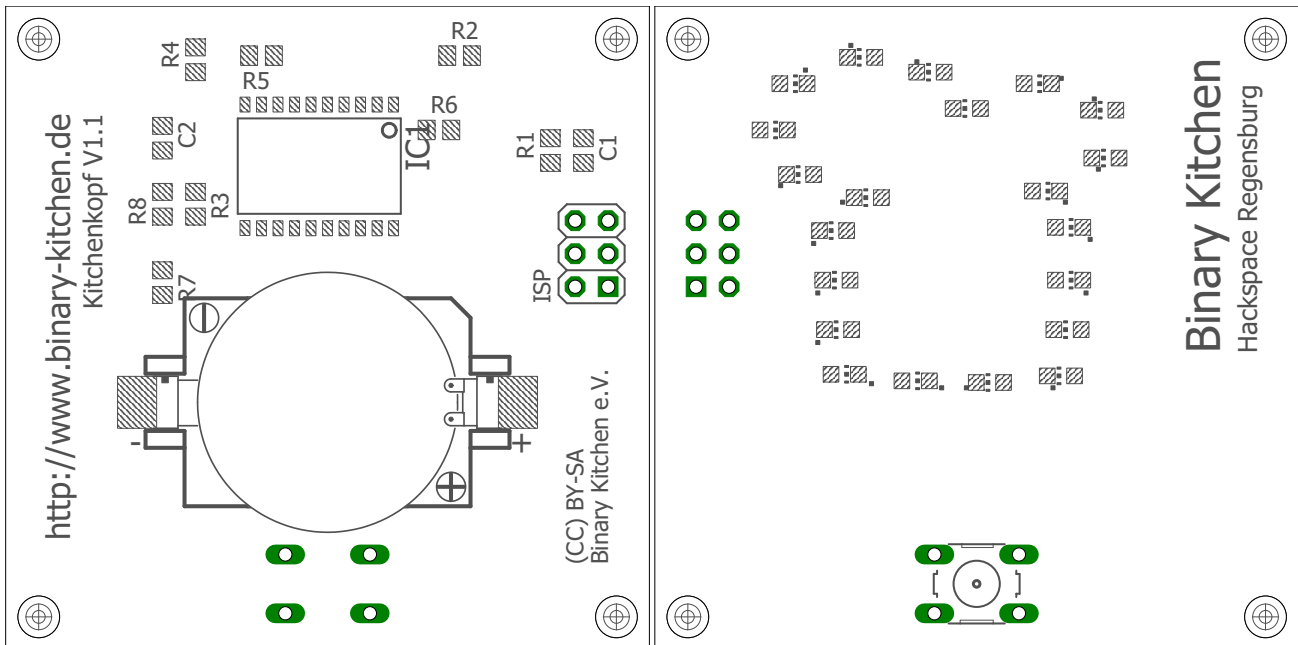 http://www.binary-kitchen.de
Kitchenkopf V1.1
R4
R5
R2
C2
R6
IC1
R1
C1
R8
R3
R7
ISP
-
+
(CC) BY-SA
Binary Kitchen e.V.
Binary Kitchen
Hackspace Regensburg